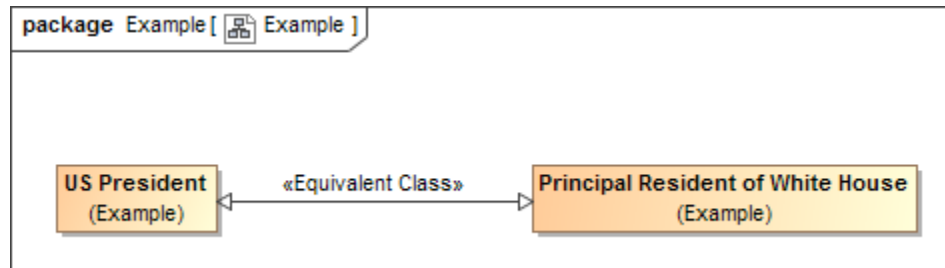 package Example [ Example ]
US President
(Example)
«Equivalent Class»
Principal Resident of White House
(Example)